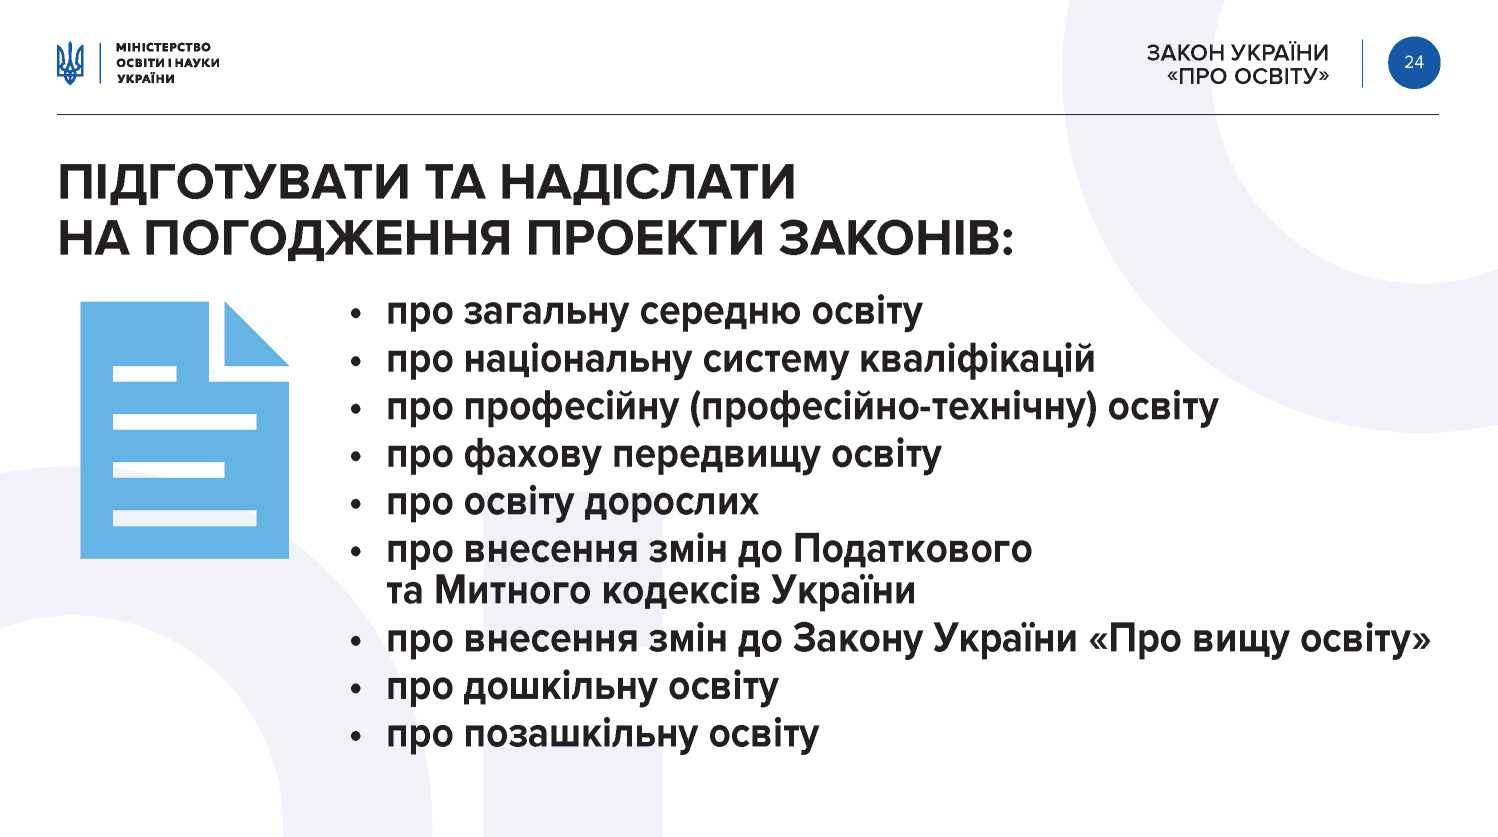 МІНІСТЕРСТВО
ОСВІТИ І НАУКИ
УКРАЇНИ
ЗАКОН УКРАЇНИ
«ПРО ОСВІТУ»
24
ПІДГОТУВАТИ ТА НАДІСЛАТИ
НА ПОГОДЖЕННЯ ПРОЕКТИ ЗАКОНІВ:
• про загальну середню освіту
• про національну систему кваліфікацій
• про професійну (професійно-технічну) освіту
• про фахову передвищу освіту
• про освіту дорослих
• про внесення змін до Податкового
та Митного кодексів України
• про внесення змін до Закону України «Про вищу освіту»
• про дошкільну освіту
• про позашкільну освіту